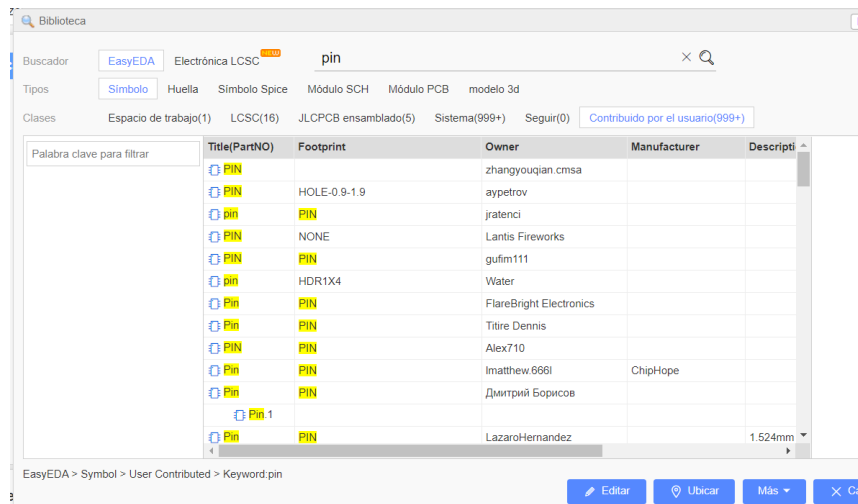 Biblioteca
Buscador EasyEDA Electrónica LCSC NEW pin
Tipos Símbolo Huella Símbolo Spice Módulo SCH Módulo PCB modelo 3d
Clases Espacio de trabajo(1) LCSC(16) JLCPCB ensamblado(5) Sistema(999+) Seguir(0) Contribuido por el usuario(999+)
Palabra clave para filtrar
Title(PartNO) Footprint Owner Manufacturer Descripti
PIN zhangyouqian.cmsa
PIN HOLE-0.9-1.9 aypetrov
pin PIN jratenci
PIN NONE Lantis Fireworks
PIN PIN gufim111
pin HDR1X4 Water
Pin PIN FlareBright Electronics
Pin PIN Titire Dennis
PIN PIN Alex710
Pin PIN lmatthew.666l ChipHope
Pin PIN Дмитрий Борисов
Pin.1
Pin PIN LazaroHernandez 1.524mm
EasyEDA > Symbol > User Contributed > Keyword:pin
Editar Ubicar Más Ca